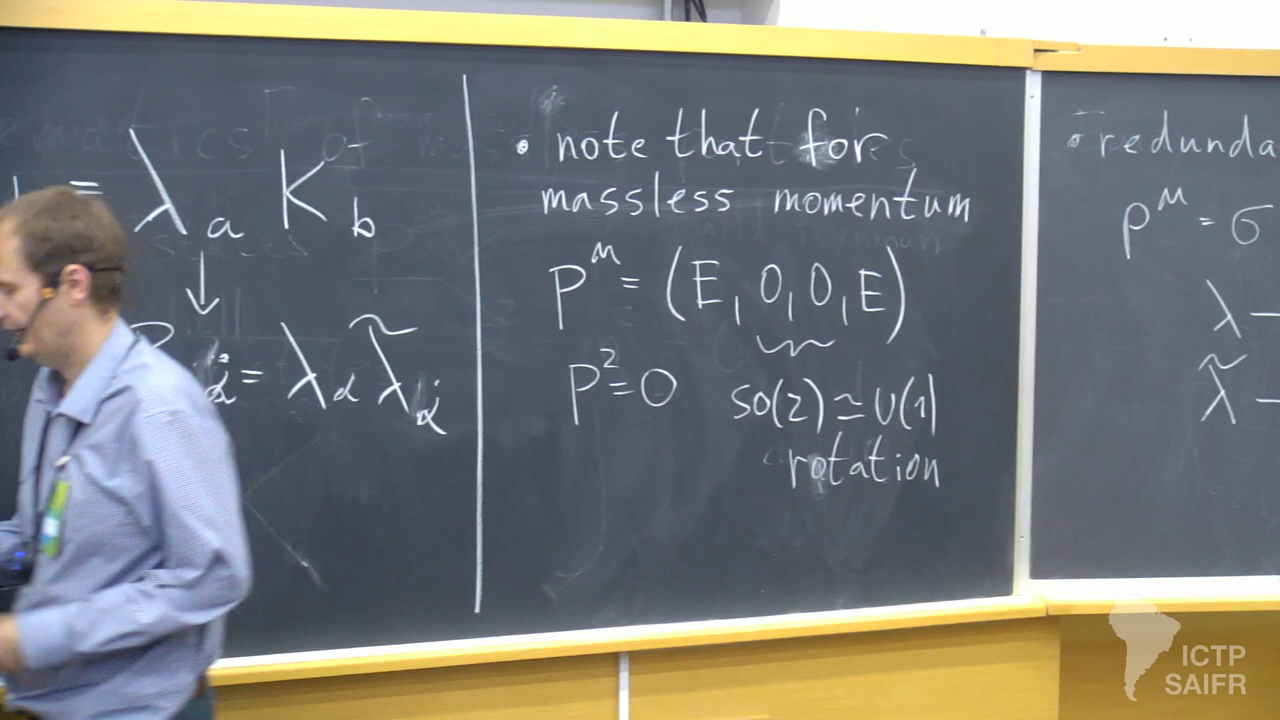 = λ_a K_b
↓
= λ_α λ̃_α̇
• note that for
massless momentum
P^μ = (E, 0, 0, E)
P² = 0
SO(2) ≃ U(1)
rotation
• redunda
P^μ = σ
λ —
λ̃ —
ICTP
SAIFR